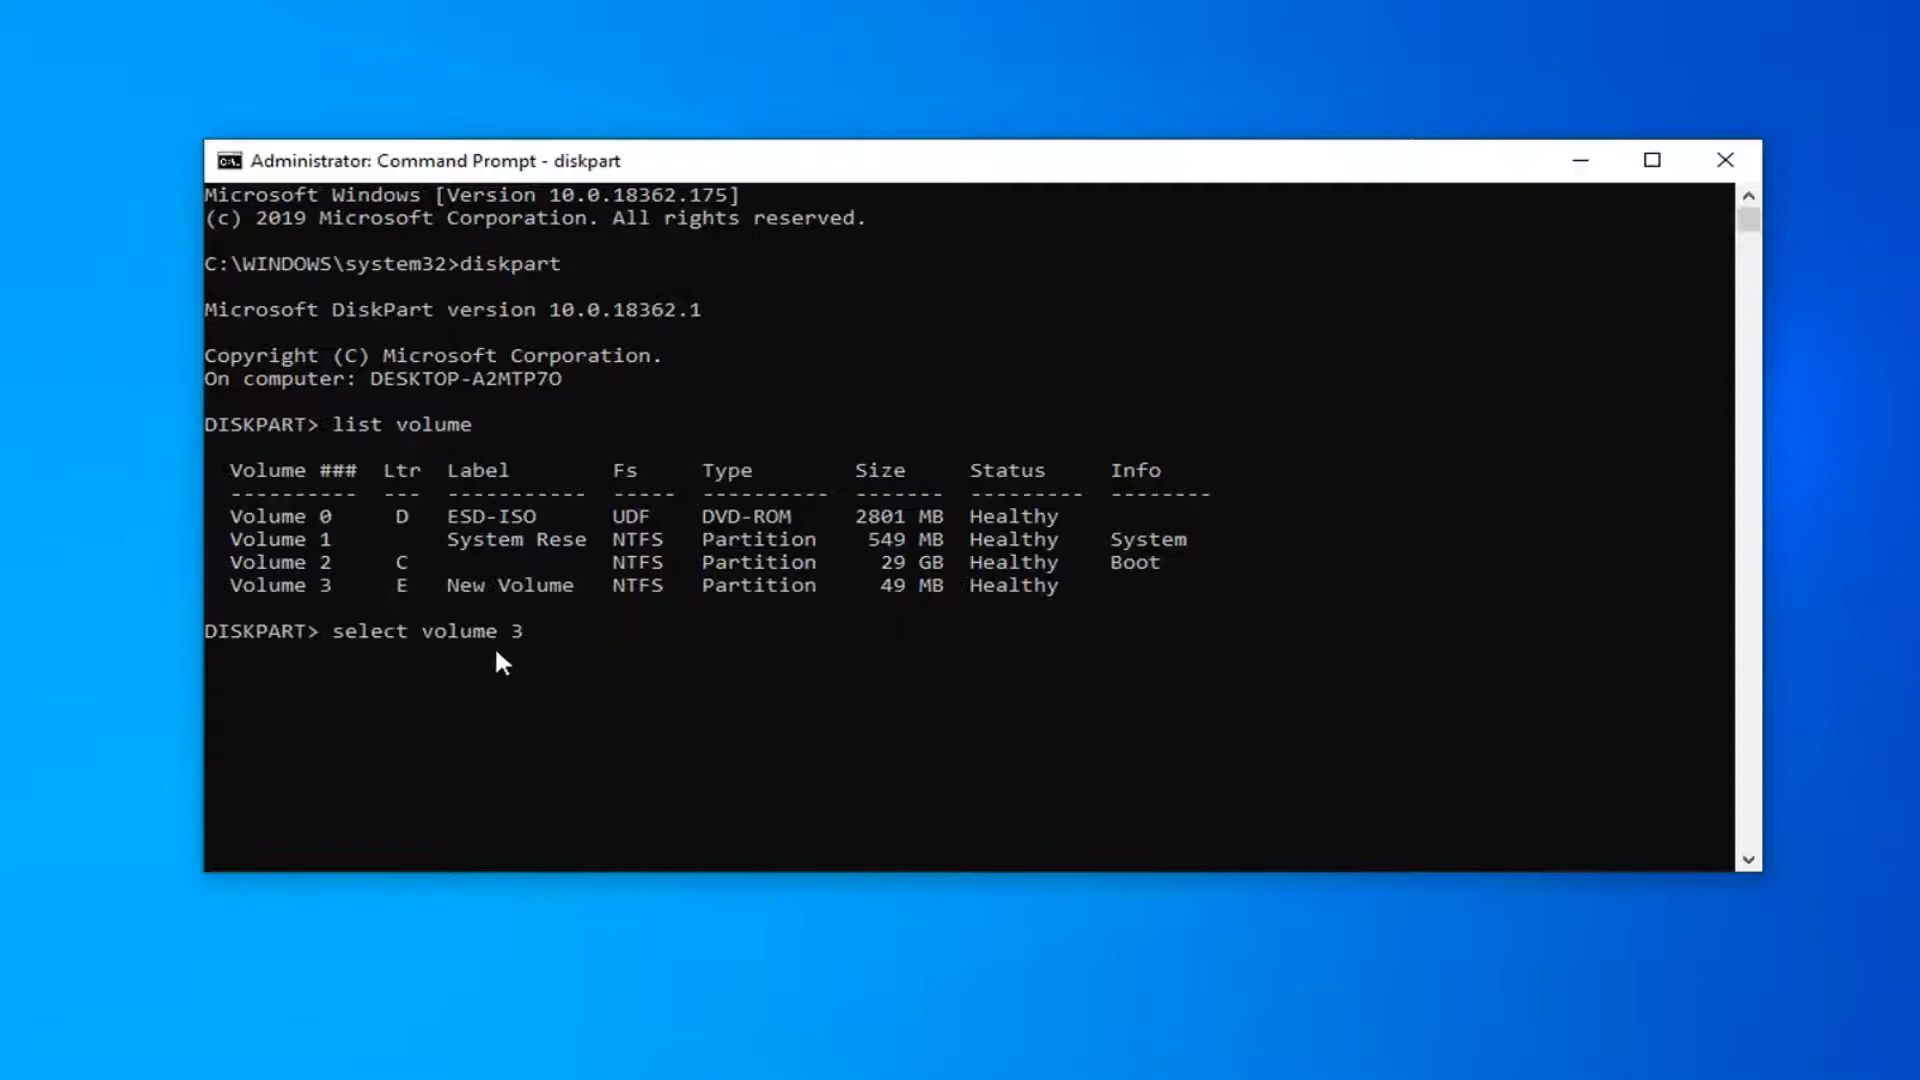 Administrator: Command Prompt - diskpart
Microsoft Windows [Version 10.0.18362.175]
(c) 2019 Microsoft Corporation. All rights reserved.
C:\WINDOWS\system32>diskpart
Microsoft DiskPart version 10.0.18362.1
Copyright (C) Microsoft Corporation.
On computer: DESKTOP-A2MTP7O
DISKPART> list volume
Volume ### Ltr Label Fs Type Size Status Info
---------- --- ----------- ----- ---------- ------- --------- --------
Volume 0 D ESD-ISO UDF DVD-ROM 2801 MB Healthy
Volume 1 System Rese NTFS Partition 549 MB Healthy System
Volume 2 C NTFS Partition 29 GB Healthy Boot
Volume 3 E New Volume NTFS Partition 49 MB Healthy
DISKPART> select volume 3